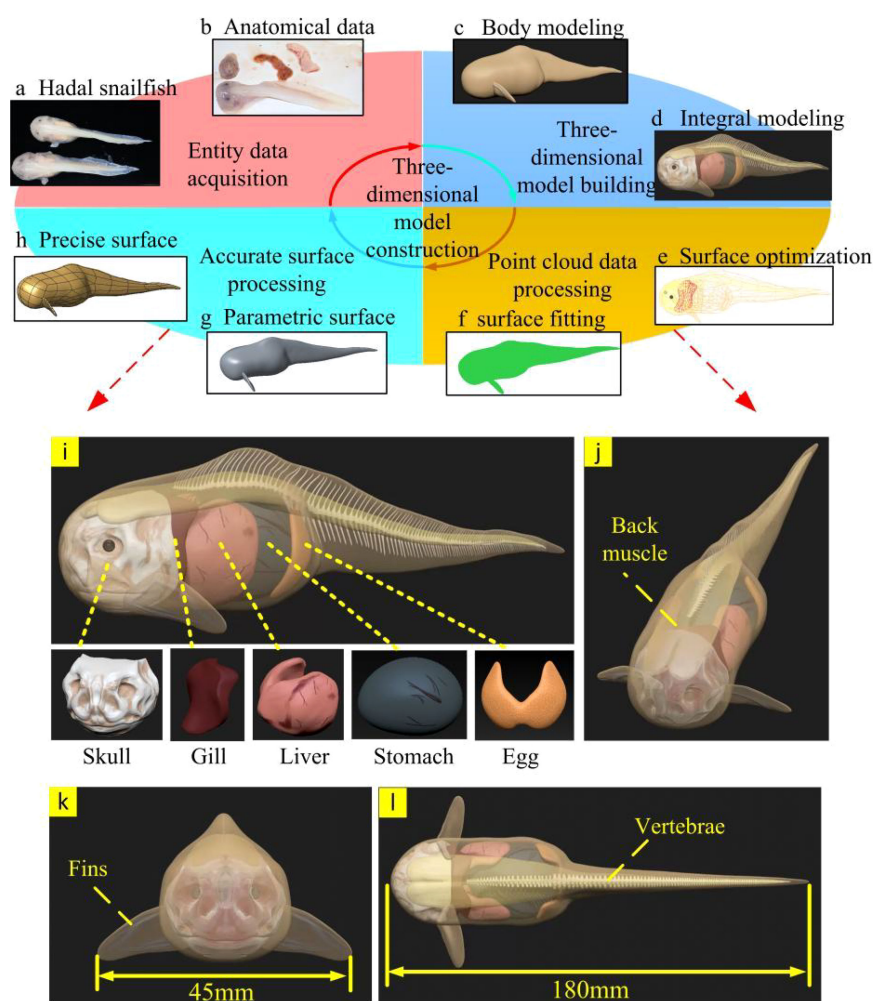 b Anatomical data
c Body modeling
a Hadal snailfish
d Integral modeling
Entity data
acquisition
Three-
dimensional
model building
Three-
dimensional
model
construction
h Precise surface
Accurate surface
processing
Point cloud data
processing
e Surface optimization
g Parametric surface
f surface fitting
i
j
Back
muscle
Skull
Gill
Liver
Stomach
Egg
k
l
Fins
Vertebrae
45mm
180mm